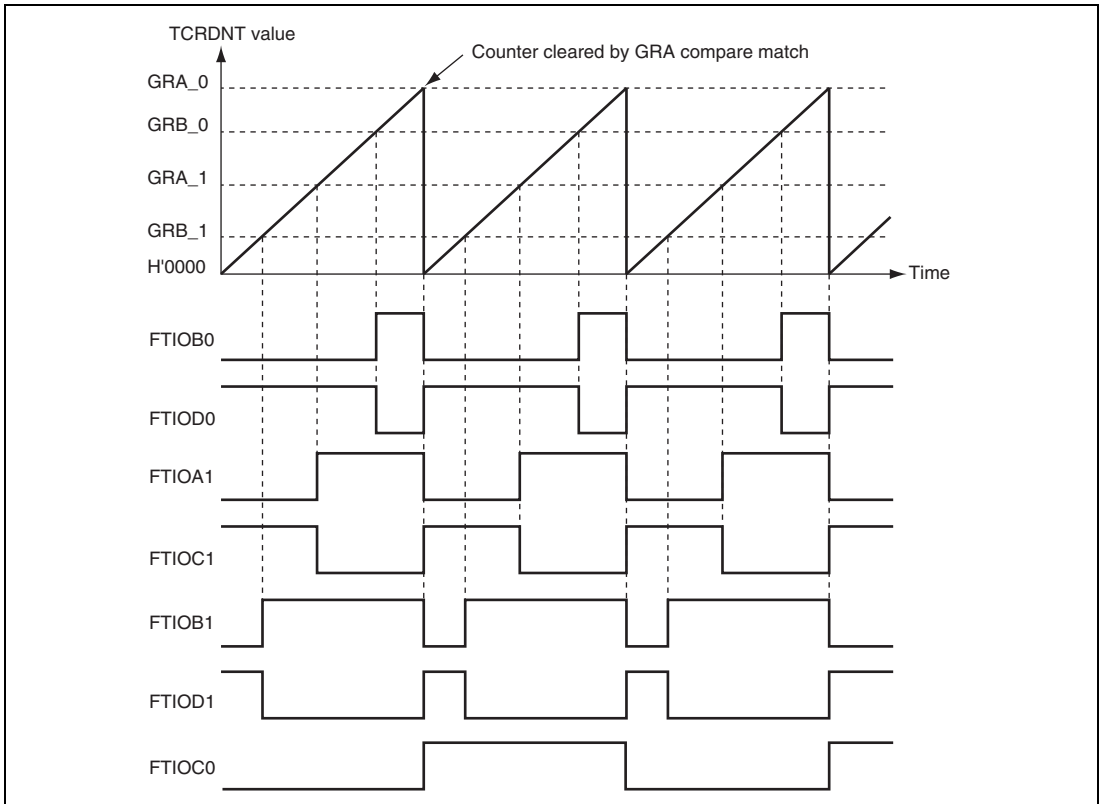 TCRDNT value
Counter cleared by GRA compare match
GRA_0
GRB_0
GRA_1
GRB_1
H'0000
Time
FTIOB0
FTIOD0
FTIOA1
FTIOC1
FTIOB1
FTIOD1
FTIOC0